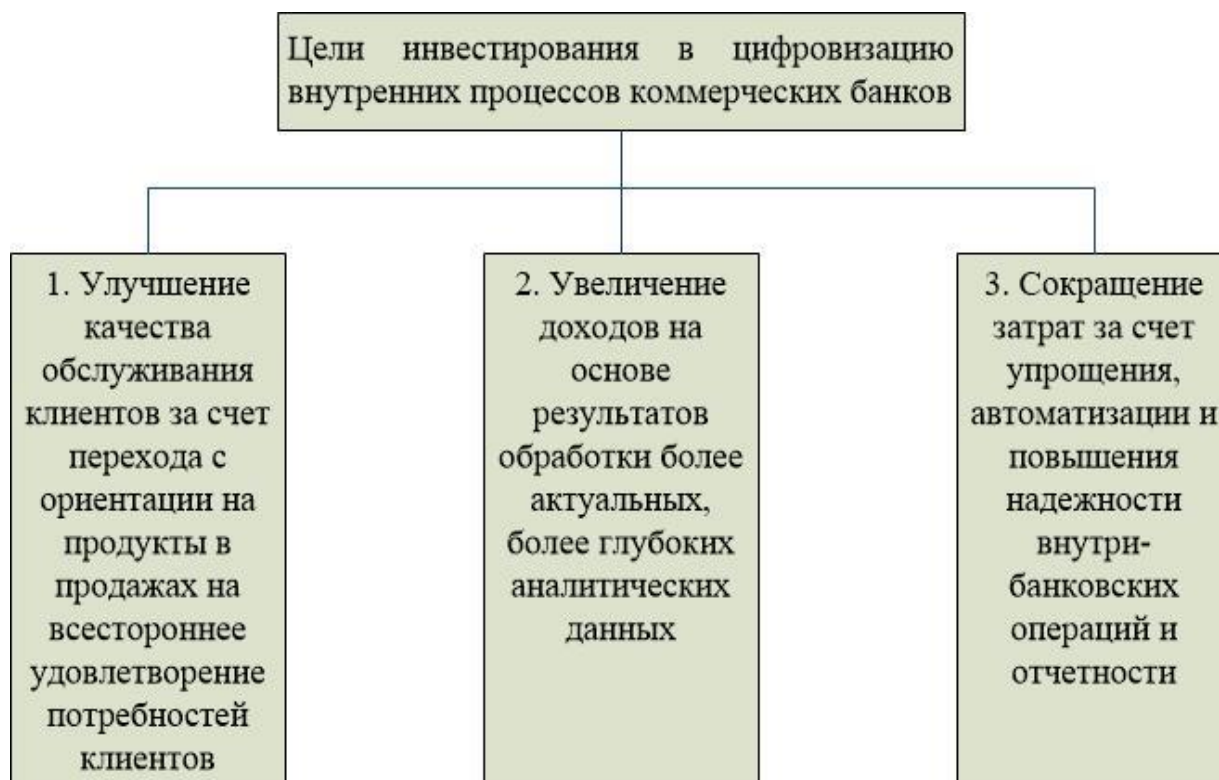 Цели инвестирования в цифровизацию
внутренних процессов коммерческих банков
1. Улучшение
качества
обслуживания
клиентов за счет
перехода с
ориентации на
продукты в
продажах на
всестороннее
удовлетворение
потребностей
клиентов
2. Увеличение
доходов на
основе
результатов
обработки более
актуальных,
более глубоких
аналитических
данных
3. Сокращение
затрат за счет
упрощения,
автоматизации и
повышения
надежности
внутри-
банковских
операций и
отчетности